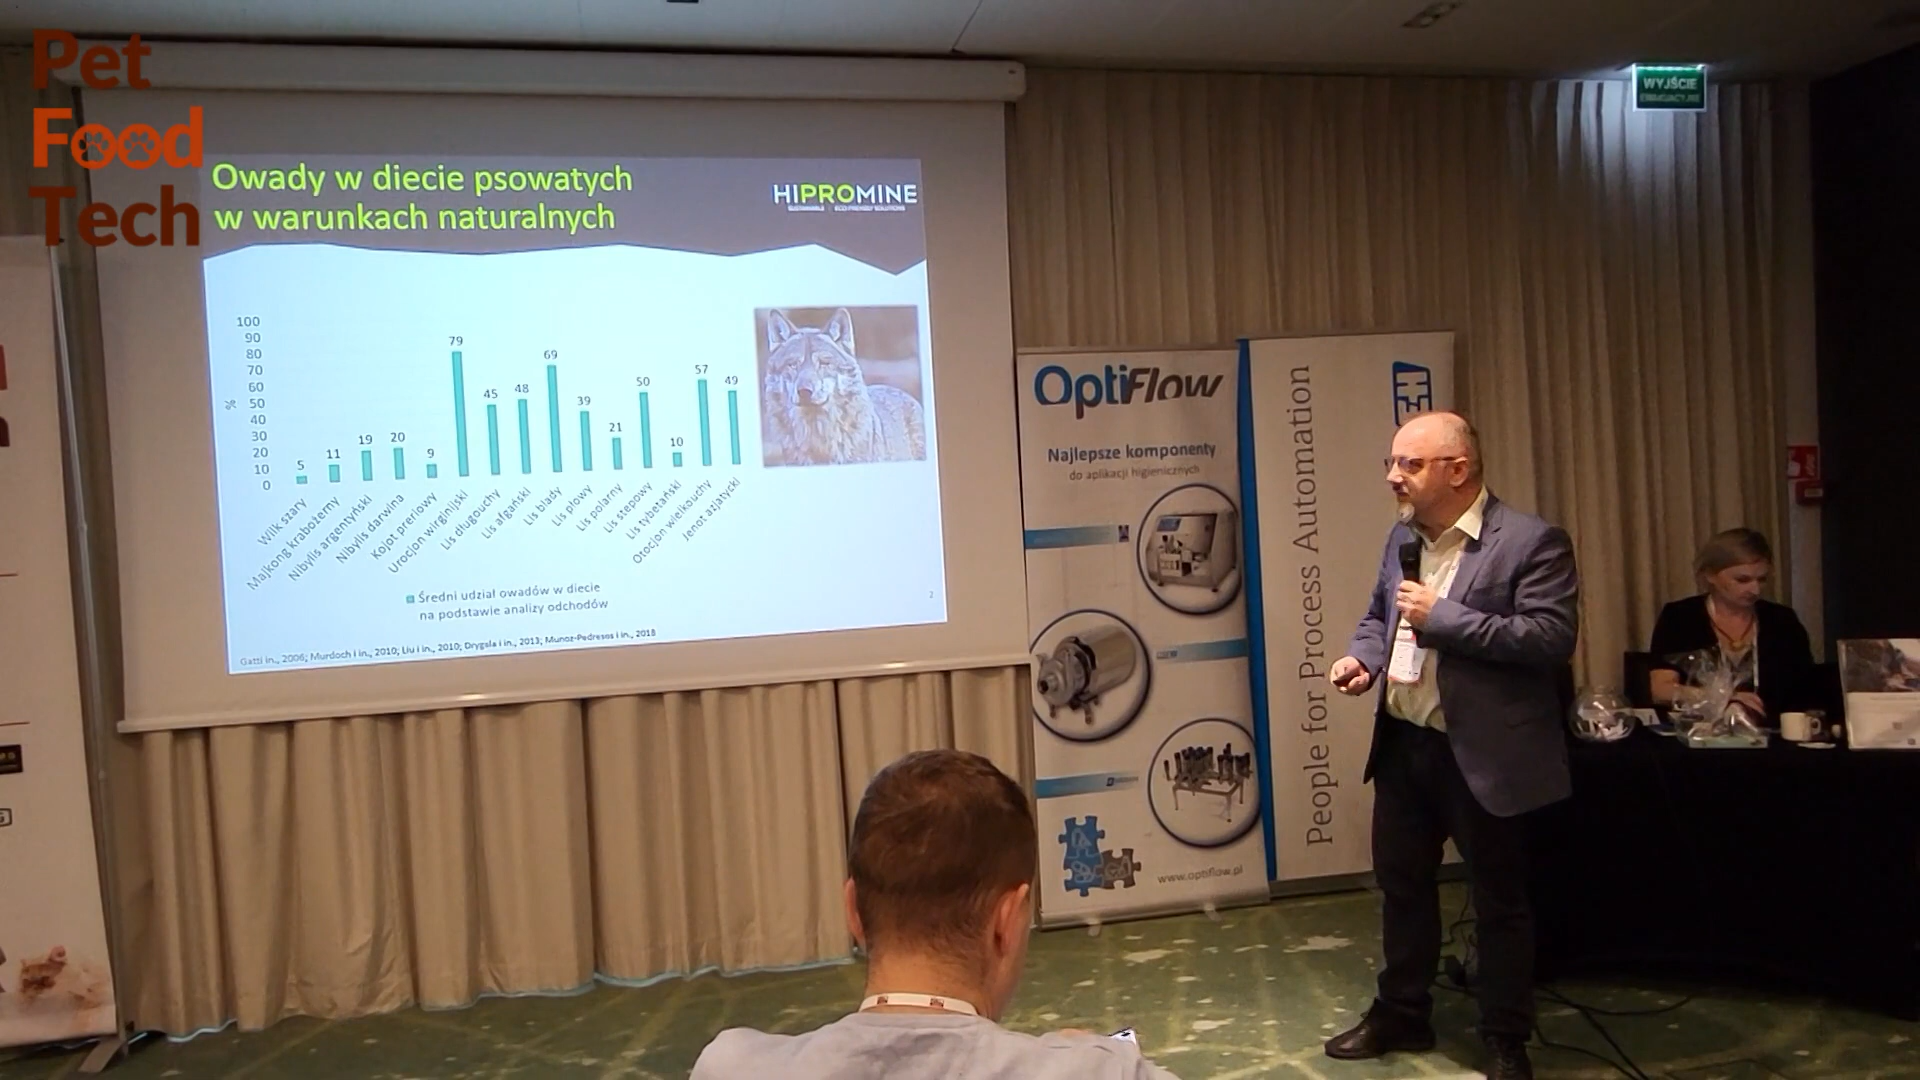 Pet
Food
Tech
WYJŚCIE
EWAKUACYJNE
Owady w diecie psowatych
w warunkach naturalnych
HIPROMINE
%
100
90
80
70
60
50
40
30
20
10
0
5
11
19
20
9
79
45
48
69
39
21
50
10
57
49
Wilk szary
Majkong krabożerny
Nibylis argentyński
Nibylis darwina
Kojot preriowy
Urocjon wirginijski
Lis długouchy
Lis afgański
Lis blady
Lis płowy
Lis polarny
Lis stepowy
Lis tybetański
Otocjon wielkouchy
Jenot azjatycki
Średni udział owadów w diecie
na podstawie analizy odchodów
2
Gatti in., 2006; Murdoch i in., 2010; Liu i in., 2010; Drygala i in., 2013; Munoz-Pedreros i in., 2018
OptiFlow
Najlepsze komponenty
do aplikacji higienicznych
www.optiflow.pl
People for Process Automation